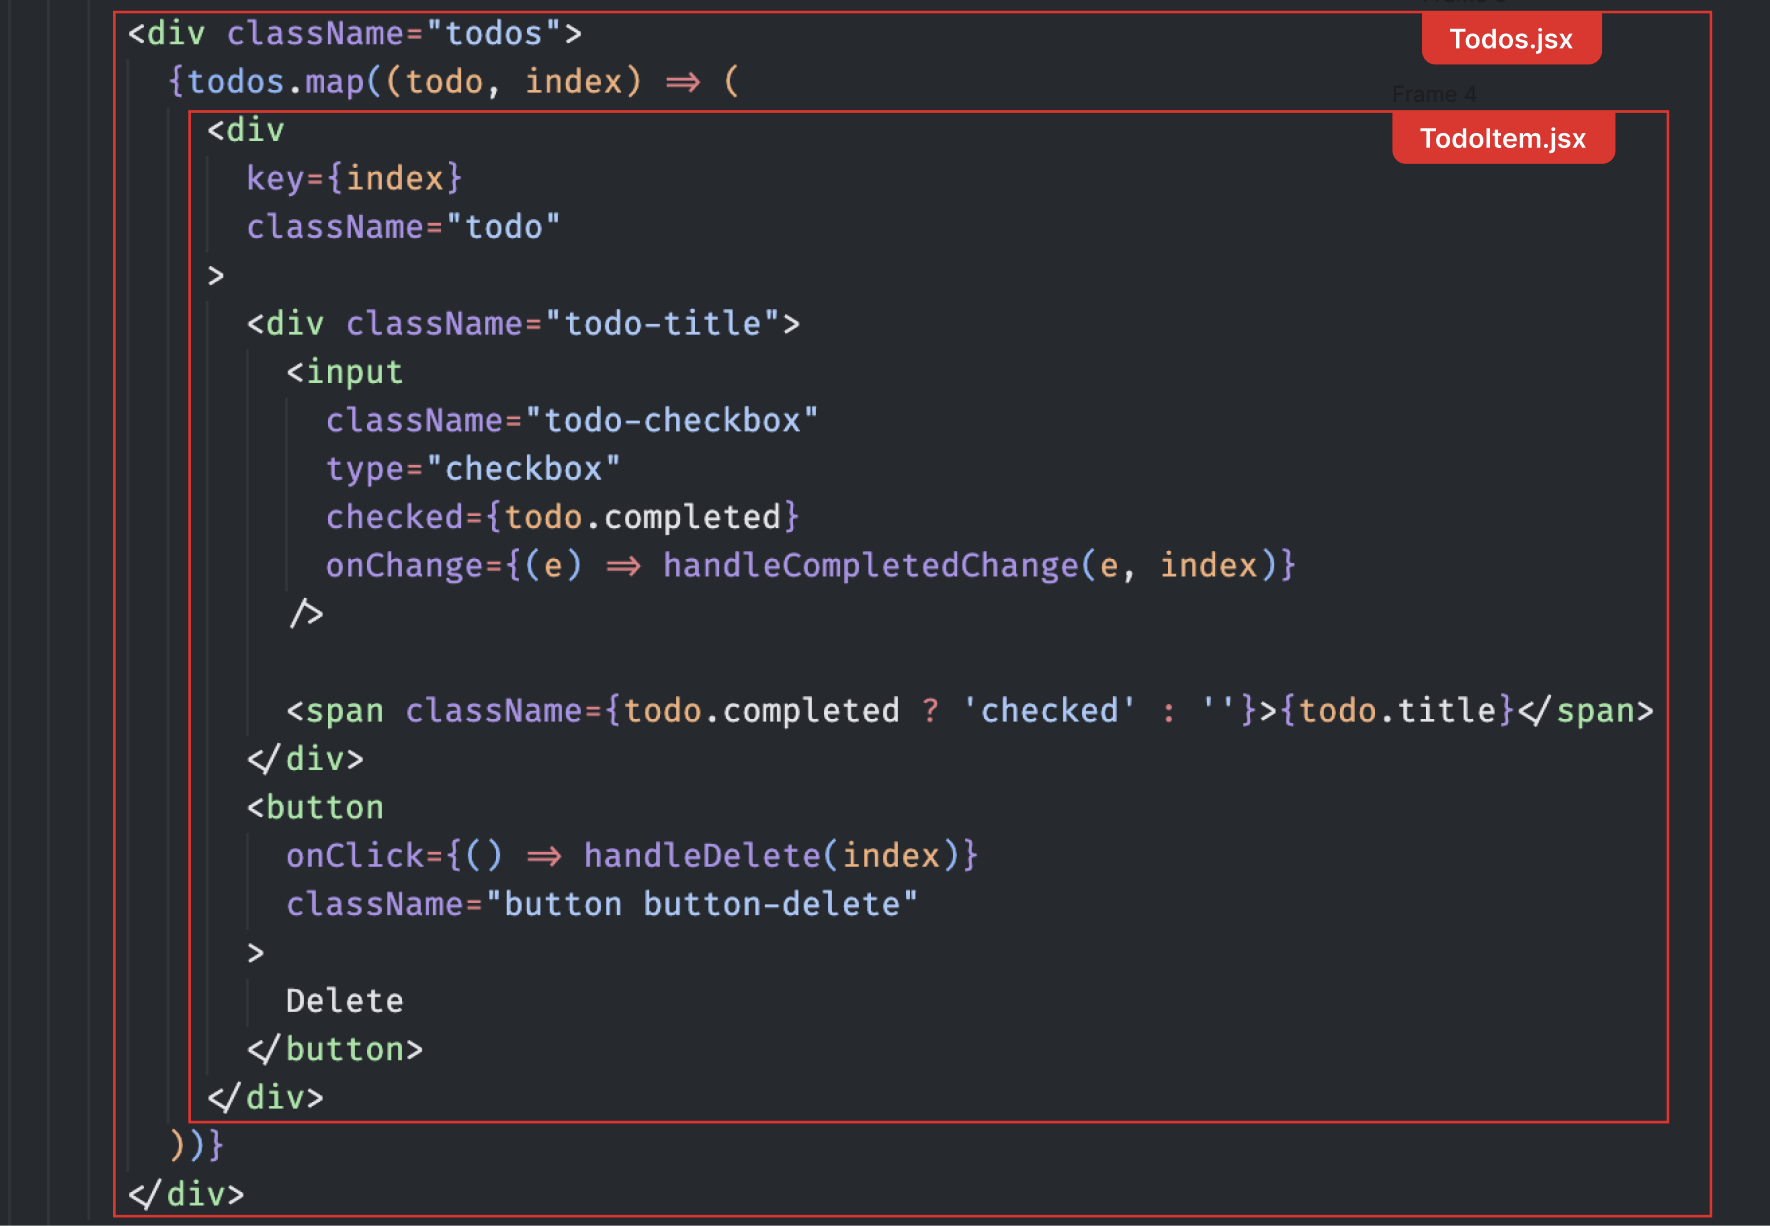 <div className="todos">
Todos.jsx
{todos.map((todo, index) => (
Frame 4
<div
TodoItem.jsx
key={index}
className="todo"
>
<div className="todo-title">
<input
className="todo-checkbox"
type="checkbox"
checked={todo.completed}
onChange={(e) => handleCompletedChange(e, index)}
/>
<span className={todo.completed ? 'checked' : ''}>{todo.title}</span>
</div>
<button
onClick={() => handleDelete(index)}
className="button button-delete"
>
Delete
</button>
</div>
))}
</div>